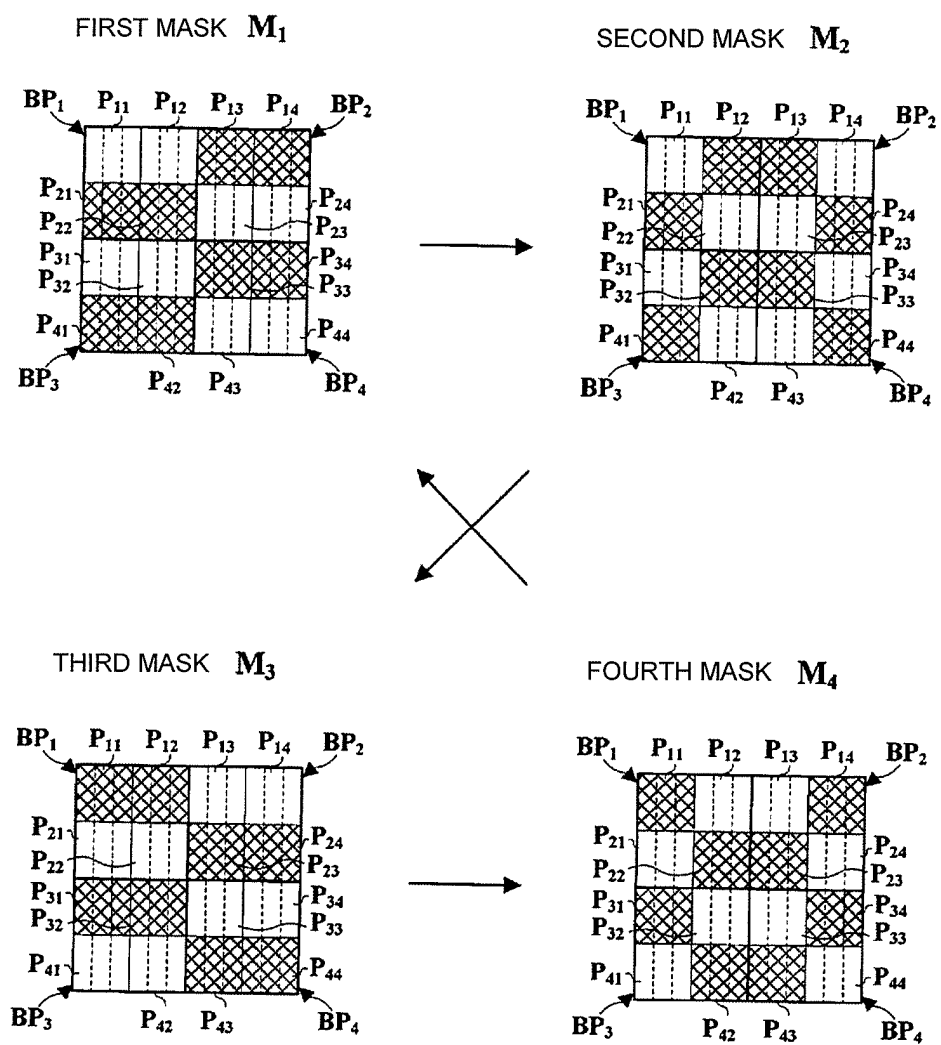 FIRST MASK M₁
BP₁ P₁₁ P₁₂ P₁₃ P₁₄ BP₂
P₂₁ P₂₄
P₂₂ P₂₃
P₃₁ P₃₄
P₃₂ P₃₃
P₄₁ P₄₄
BP₃ P₄₂ P₄₃ BP₄
SECOND MASK M₂
BP₁ P₁₁ P₁₂ P₁₃ P₁₄ BP₂
P₂₁ P₂₄
P₂₂ P₂₃
P₃₁ P₃₄
P₃₂ P₃₃
P₄₁ P₄₄
BP₃ P₄₂ P₄₃ BP₄
THIRD MASK M₃
BP₁ P₁₁ P₁₂ P₁₃ P₁₄ BP₂
P₂₁ P₂₄
P₂₂ P₂₃
P₃₁ P₃₄
P₃₂ P₃₃
P₄₁ P₄₄
BP₃ P₄₂ P₄₃ BP₄
FOURTH MASK M₄
BP₁ P₁₁ P₁₂ P₁₃ P₁₄ BP₂
P₂₁ P₂₄
P₂₂ P₂₃
P₃₁ P₃₄
P₃₂ P₃₃
P₄₁ P₄₄
BP₃ P₄₂ P₄₃ BP₄